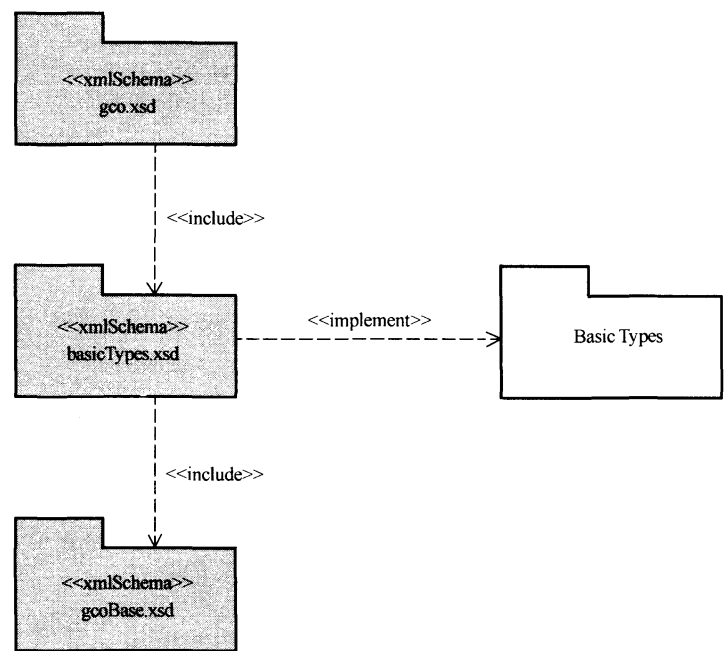 <<xmlSchema>>
gco.xsd
<<include>>
<<xmlSchema>>
basicTypes.xsd
<<implement>>
Basic Types
<<include>>
<<xmlSchema>>
gcoBase.xsd